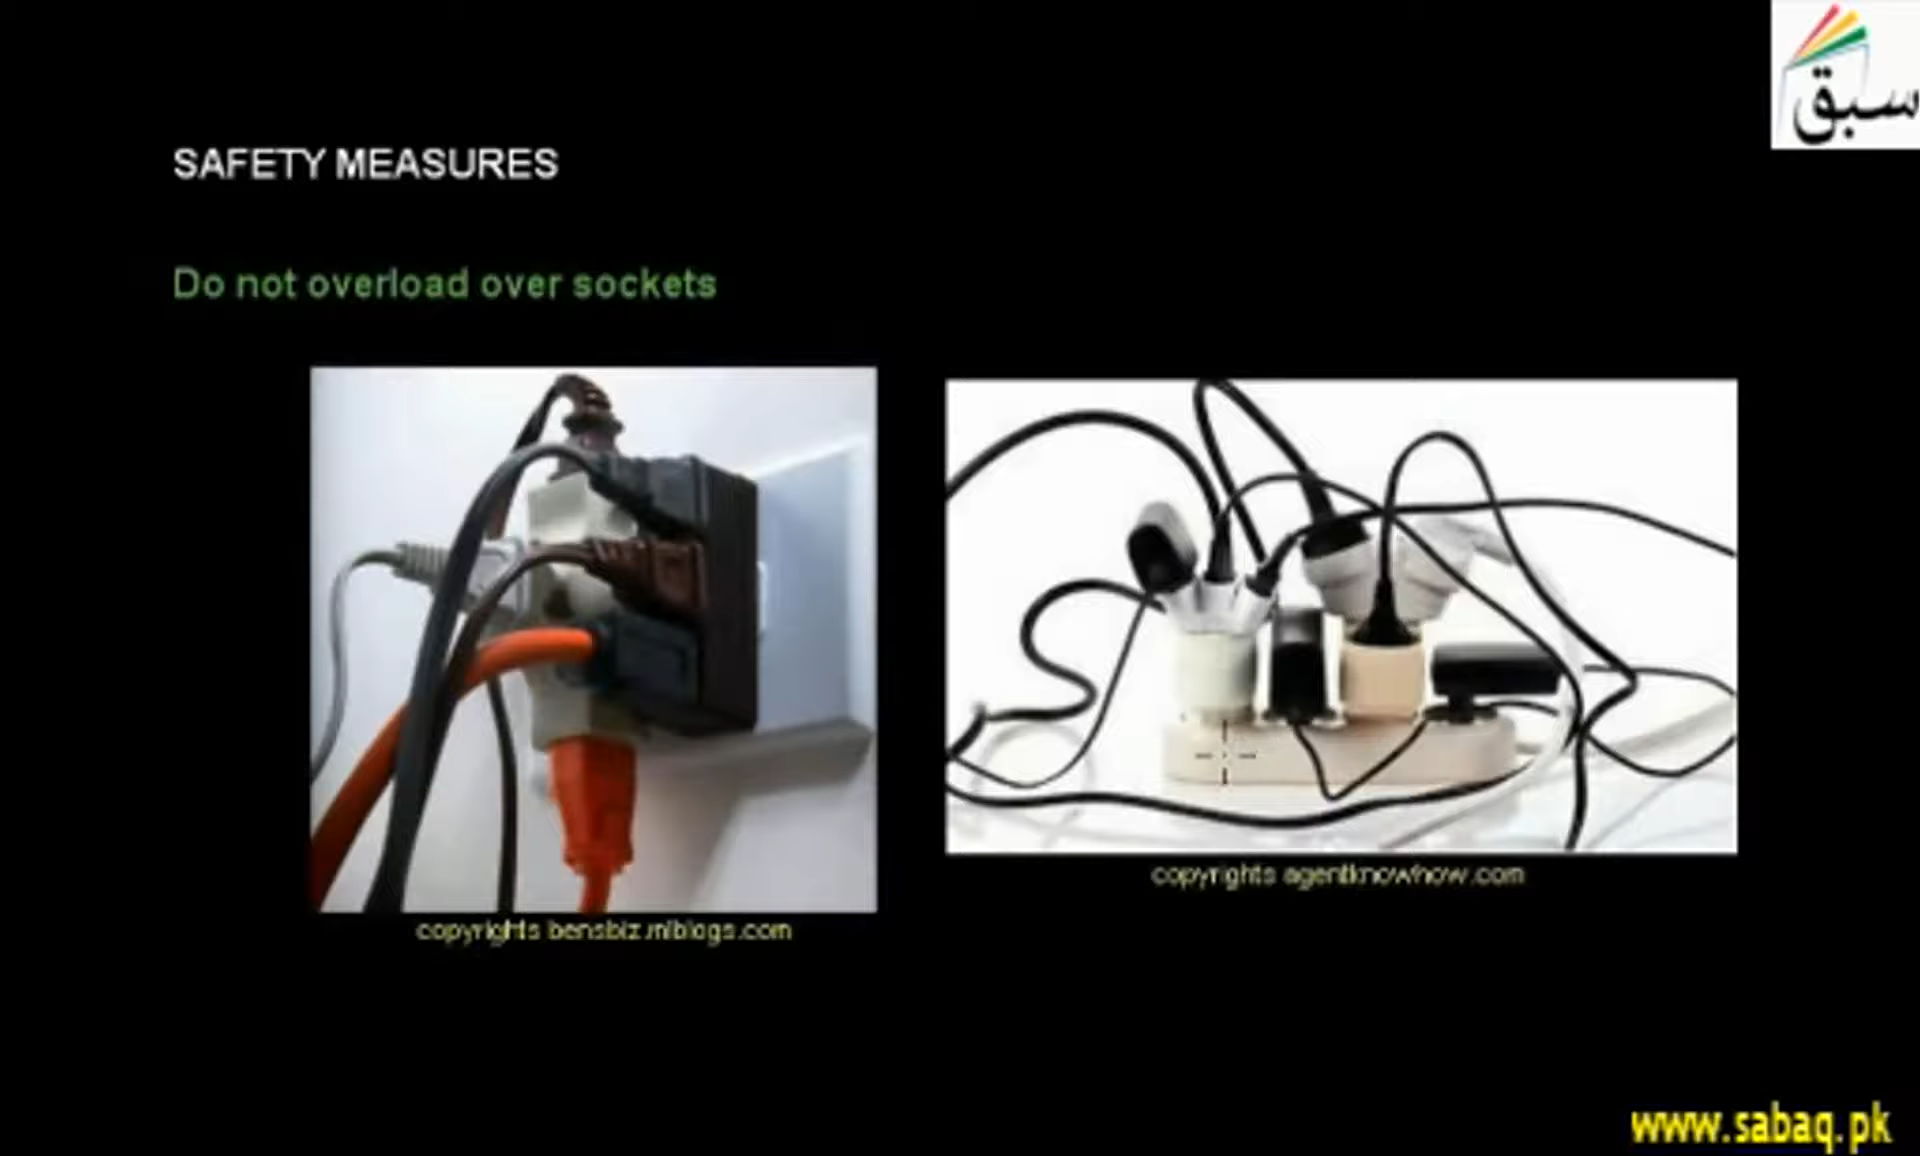 سبق
SAFETY MEASURES
Do not overload over sockets
copyrights agentknowhow.com
copyrights bensbiz.mlblogs.com
www.sabaq.pk